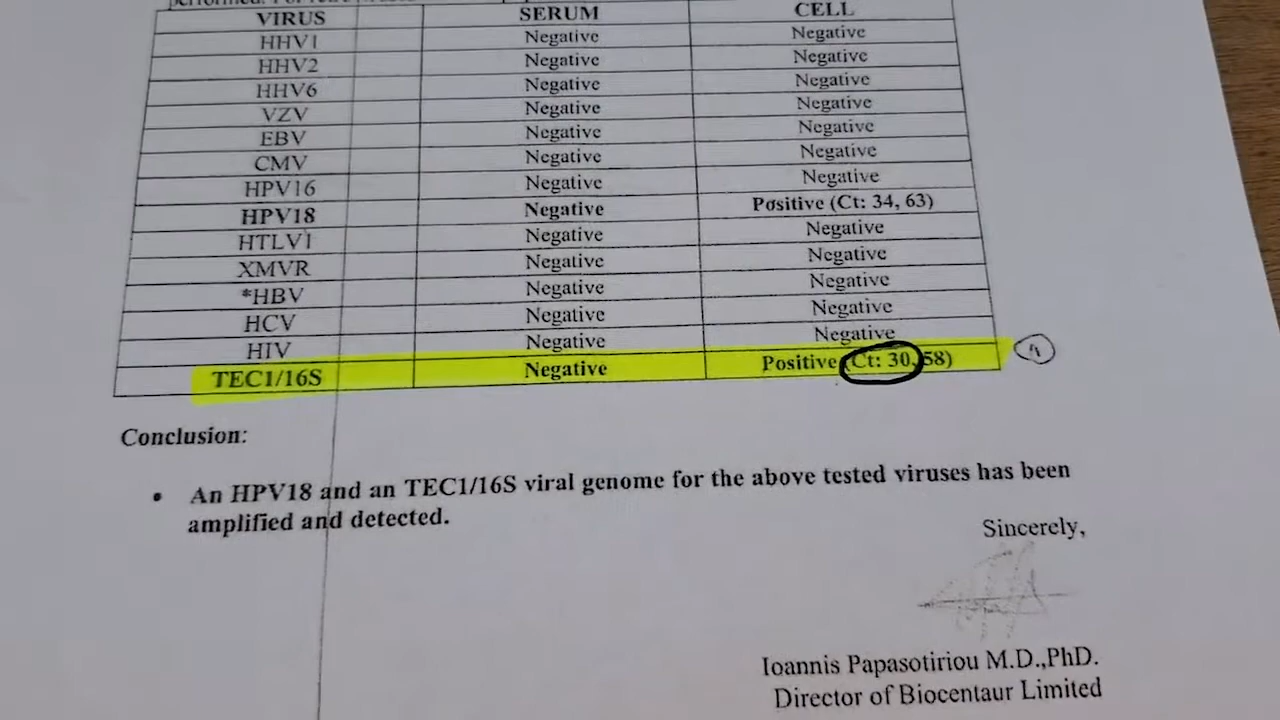 VIRUS SERUM CELL
HHV1 Negative Negative
HHV2 Negative Negative
HHV6 Negative Negative
VZV Negative Negative
EBV Negative Negative
CMV Negative Negative
HPV16 Negative Negative
HPV18 Negative Positive (Ct: 34, 63)
HTLV1 Negative Negative
XMVR Negative Negative
*HBV Negative Negative
HCV Negative Negative
HIV Negative Negative
TEC1/16S Negative Positive (Ct: 30, 58)
Conclusion:
• An HPV18 and an TEC1/16S viral genome for the above tested viruses has been
amplified and detected.
Sincerely,
Ioannis Papasotiriou M.D.,PhD.
Director of Biocentaur Limited